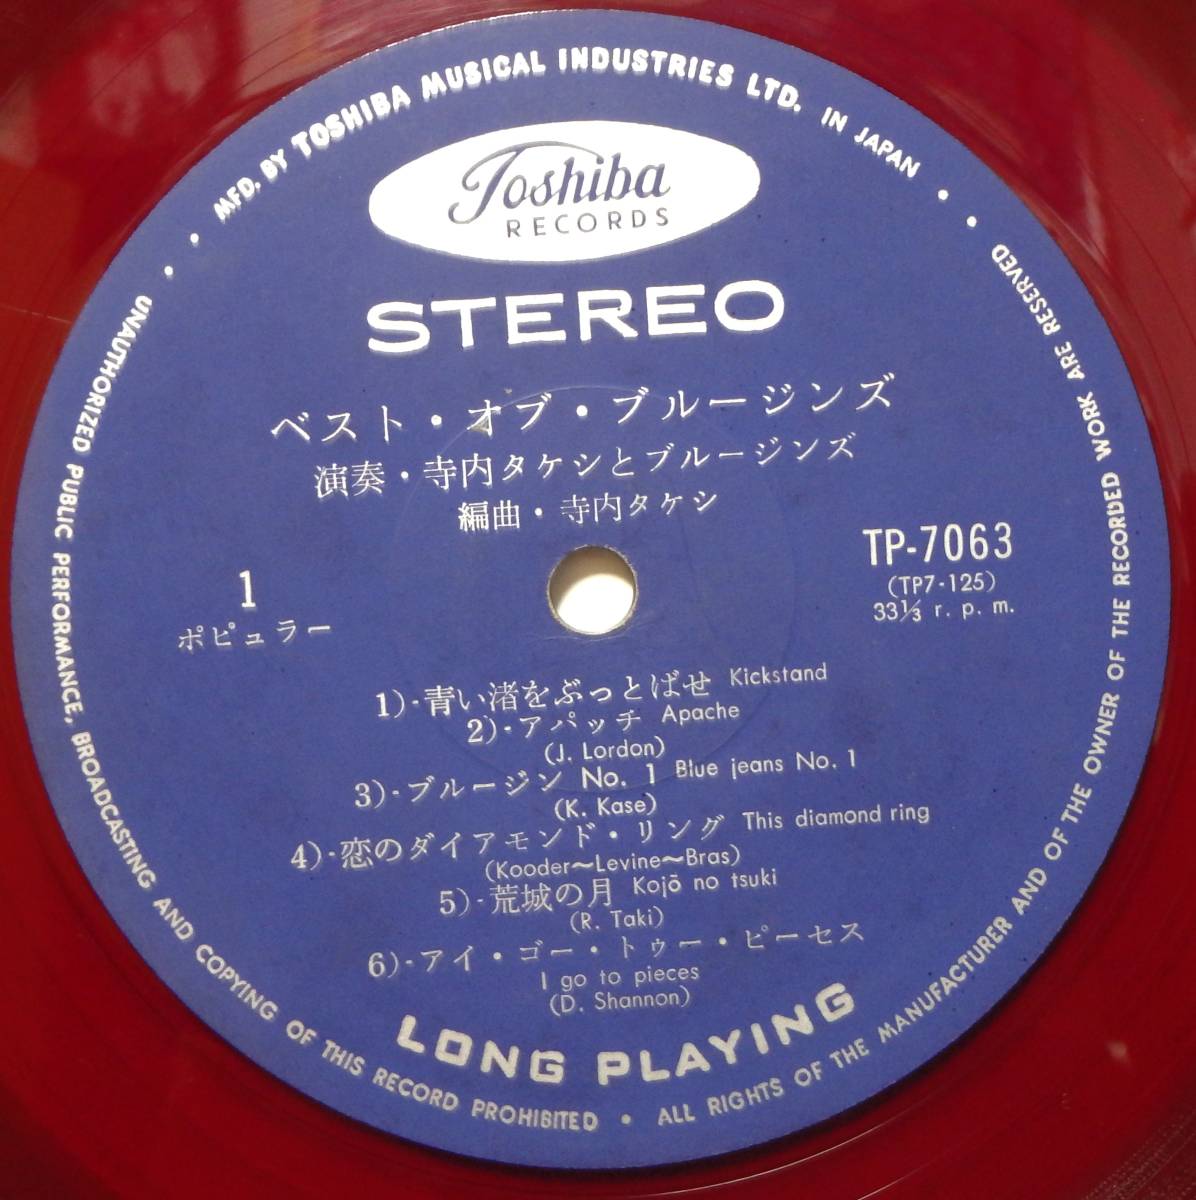 MFD. BY TOSHIBA MUSICAL INDUSTRIES LTD. IN JAPAN
Toshiba
RECORDS
STEREO
ベスト・オブ・ブルージンズ
演奏・寺内タケシとブルージンズ
編曲・寺内タケシ
TP-7063
(TP7-125)
33⅓ r. p. m.
1
ポピュラー
1)・青い渚をぶっとばせ Kickstand
2)・アパッチ Apache
(J. Lordon)
3)・ブルージン No. 1 Blue jeans No. 1
(K. Kase)
4)・恋のダイアモンド・リング This diamond ring
(Kooder~Levine~Bras)
5)・荒城の月 Kojō no tsuki
(R. Taki)
6)・アイ・ゴー・トゥー・ピーセス
I go to pieces
(D. Shannon)
LONG PLAYING
UNAUTHORIZED PUBLIC PERFORMANCE, BROADCASTING AND COPYING OF THIS RECORD PROHIBITED • ALL RIGHTS OF THE MANUFACTURER AND OF THE OWNER OF THE RECORDED WORK ARE RESERVED